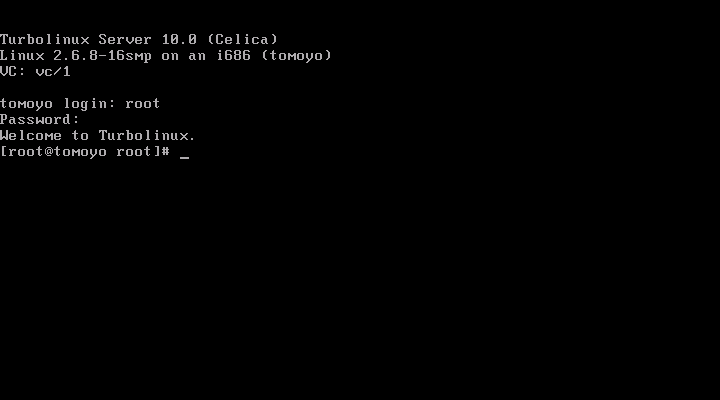 Turbolinux Server 10.0 (Celica)
Linux 2.6.8-16smp on an i686 (tomoyo)
VC: vc/1
tomoyo login: root
Password:
Welcome to Turbolinux.
[root@tomoyo root]# _